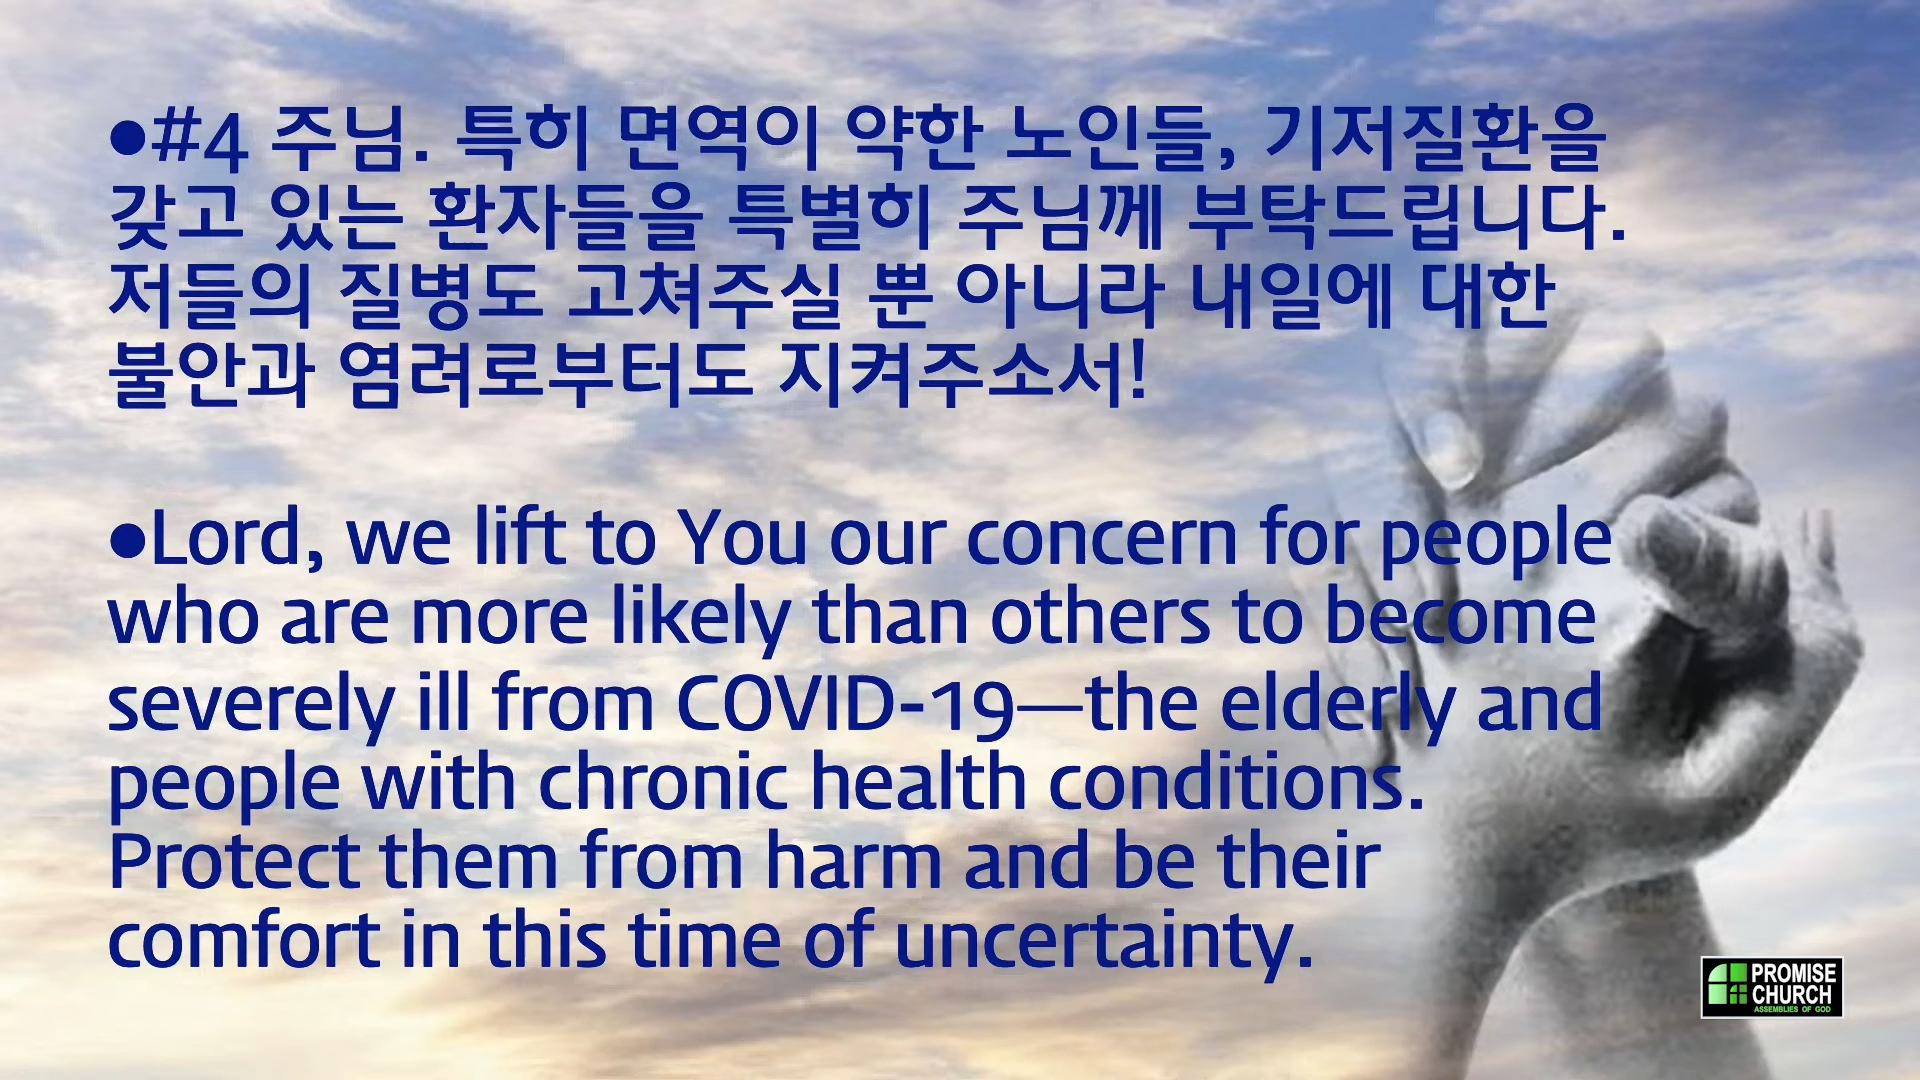 ●#4 주님. 특히 면역이 약한 노인들, 기저질환을
갖고 있는 환자들을 특별히 주님께 부탁드립니다.
저들의 질병도 고쳐주실 뿐 아니라 내일에 대한
불안과 염려로부터도 지켜주소서!
●Lord, we lift to You our concern for people
who are more likely than others to become
severely ill from COVID-19—the elderly and
people with chronic health conditions.
Protect them from harm and be their
comfort in this time of uncertainty.
PROMISE
CHURCH
ASSEMBLIES OF GOD